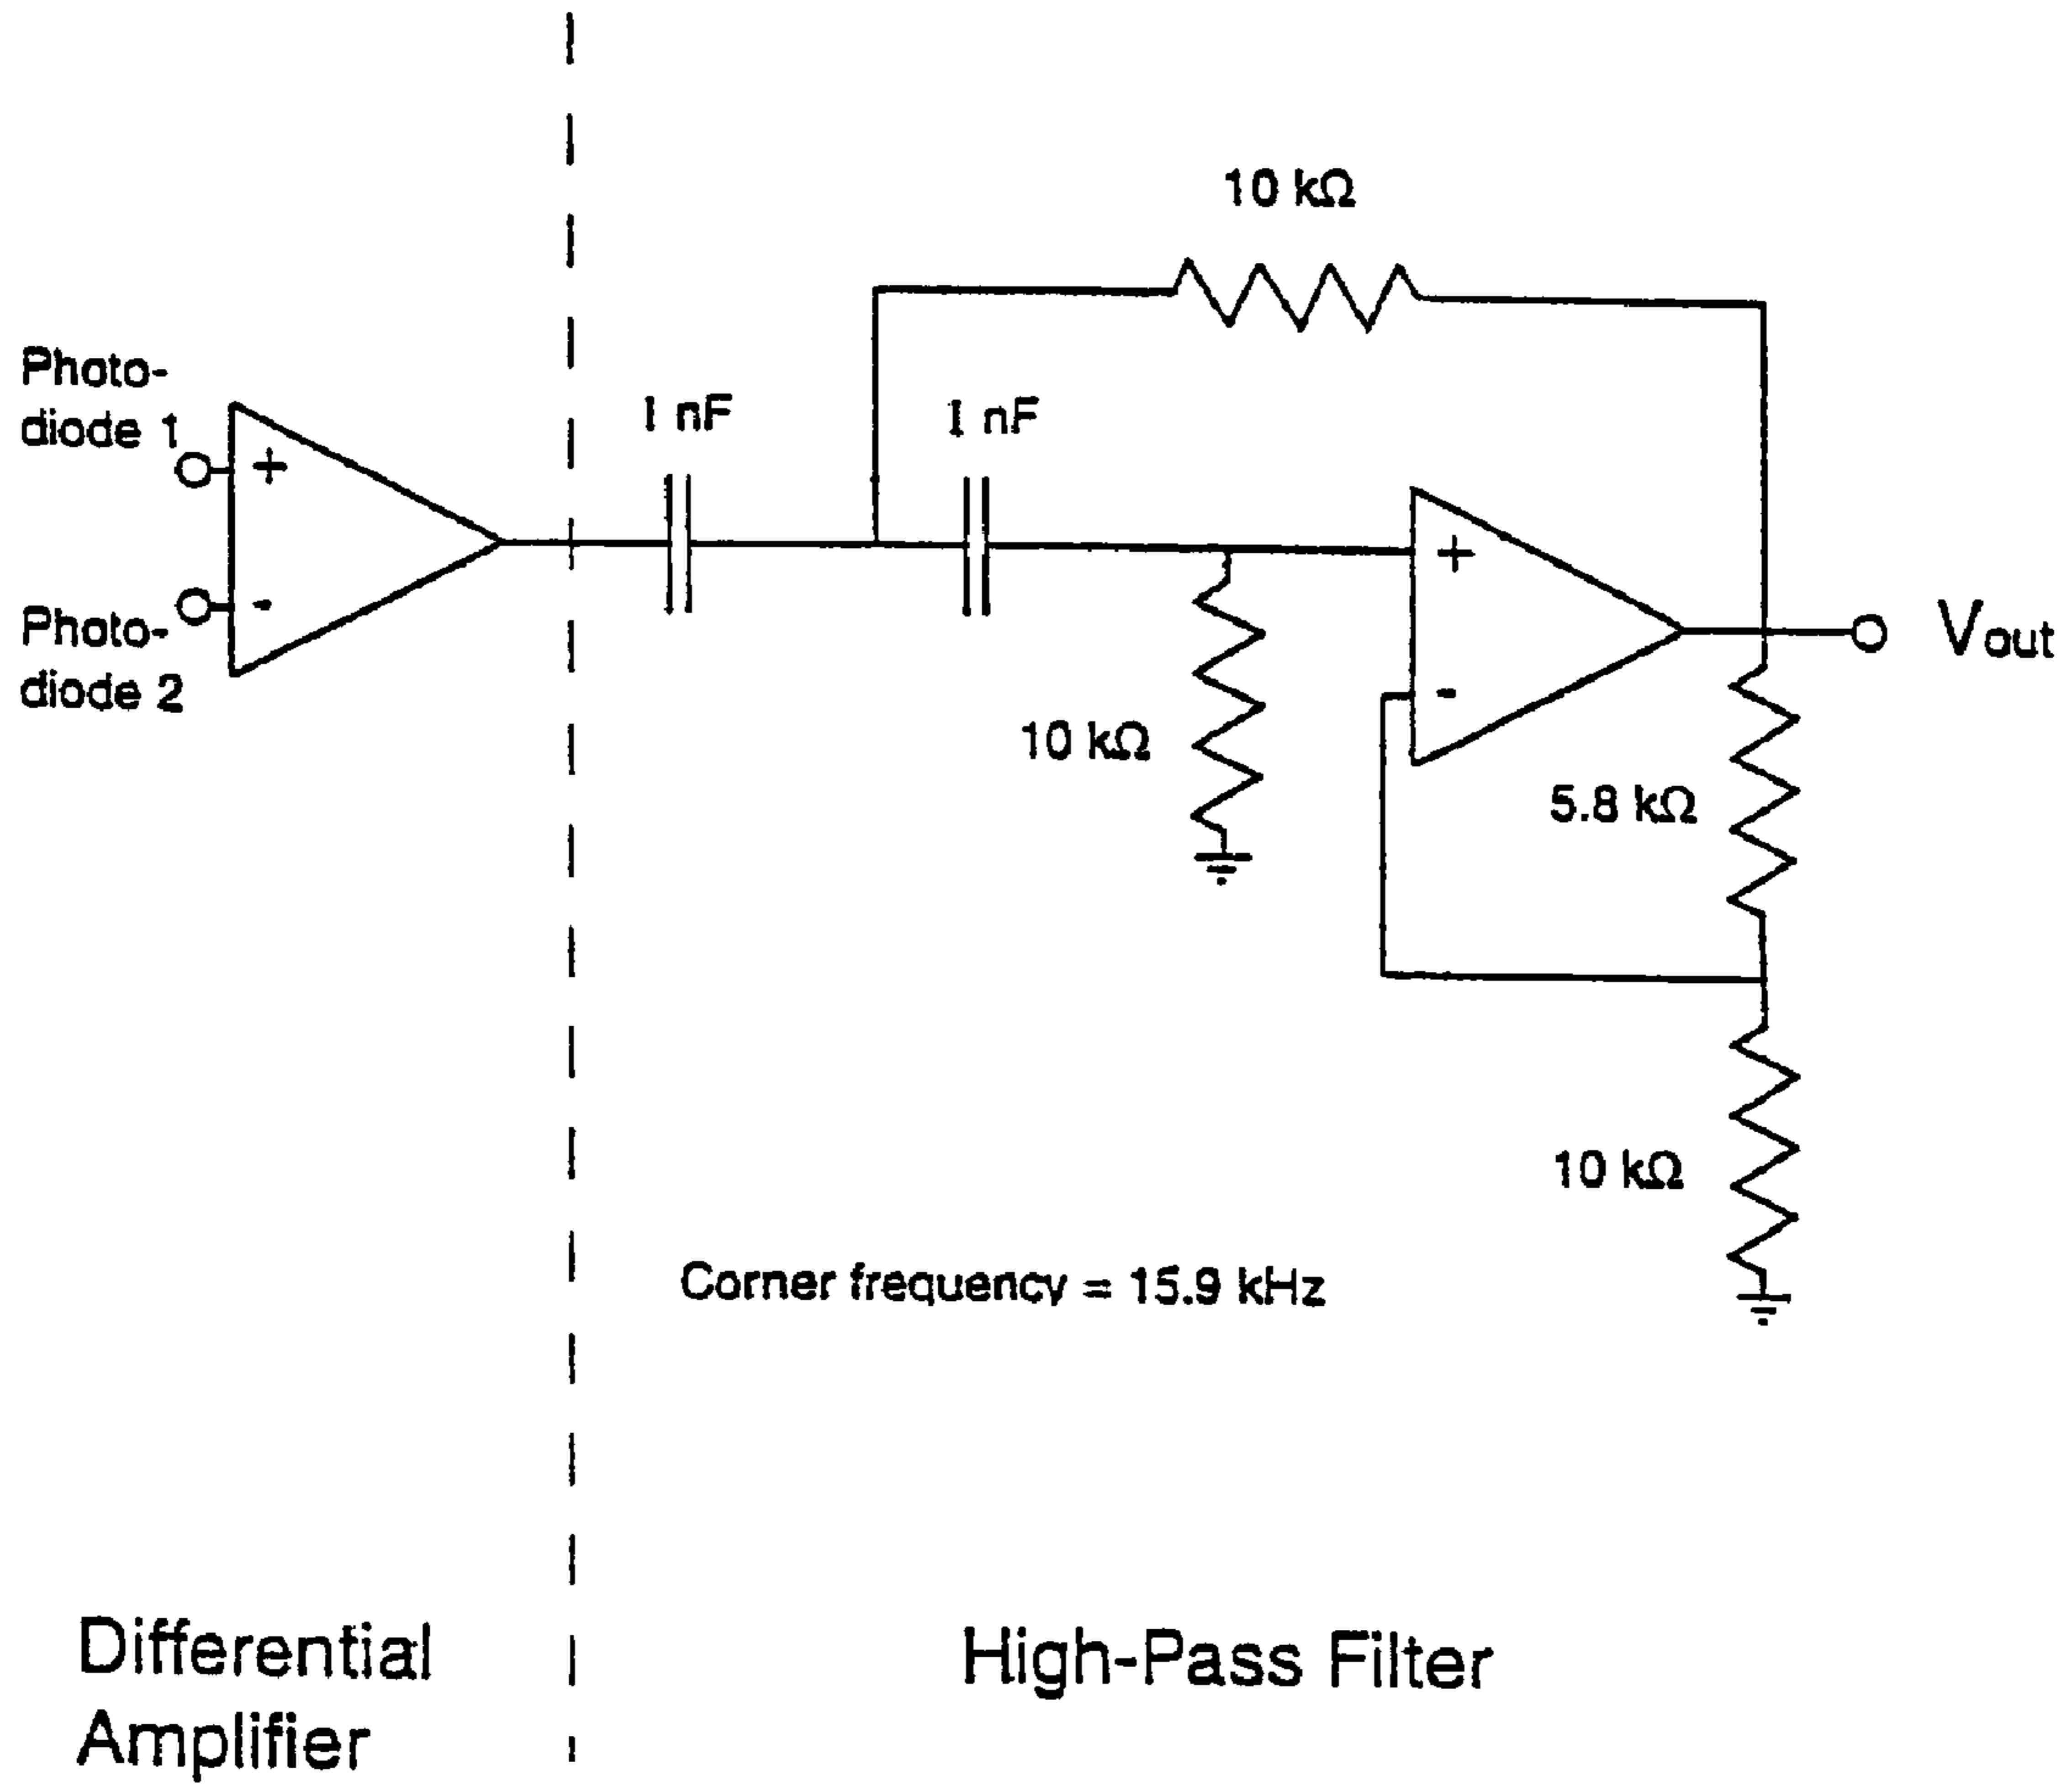 10 kΩ
Photo-
diode 1
+
-
Photo-
diode 2
1 nF
1 nF
+
-
Vout
10 kΩ
5.8 kΩ
10 kΩ
Corner frequency = 15.9 kHz
Differential
Amplifier
High-Pass Filter